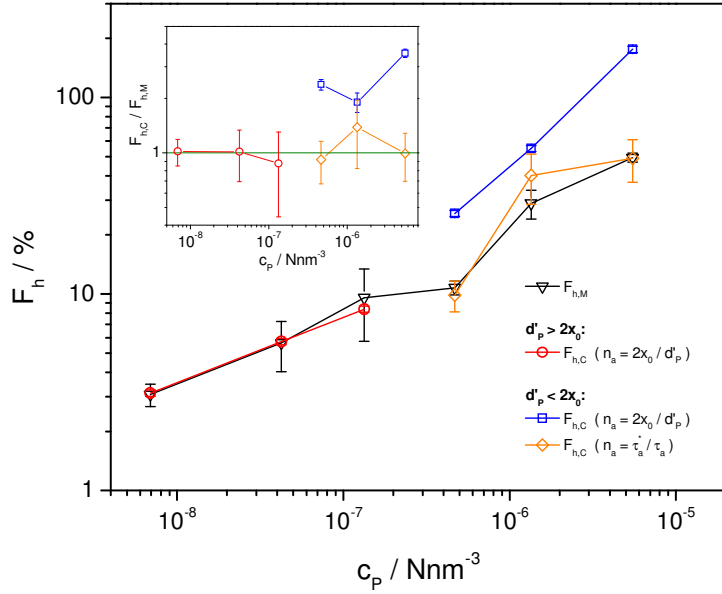 100
10
1
F_h / %
10^-8
10^-7
10^-6
10^-5
c_P / Nnm^-3
F_h,C / F_h,M
1
10^-8
10^-7
10^-6
c_P / Nnm^-3
F_h,M
d'_P > 2x_0:
F_h,C ( n_a = 2x_0 / d'_P )
d'_P < 2x_0:
F_h,C ( n_a = 2x_0 / d'_P )
F_h,C ( n_a = τ_a^* / τ_a )